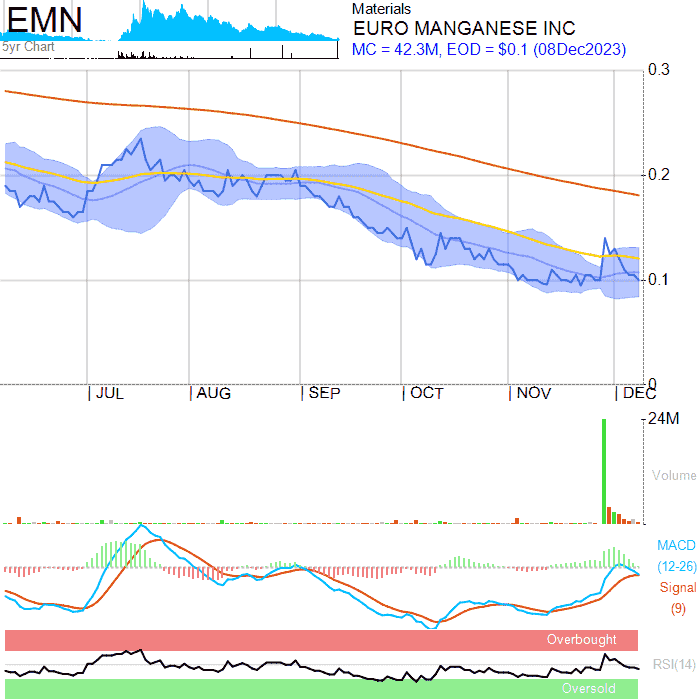 EMN
5yr Chart
Materials
EURO MANGANESE INC
MC = 42.3M, EOD = $0.1 (08Dec2023)
0.3
0.2
0.1
0
JUL AUG SEP OCT NOV DEC
24M
Volume
MACD
(12-26)
Signal
(9)
Overbought
RSI(14)
Oversold